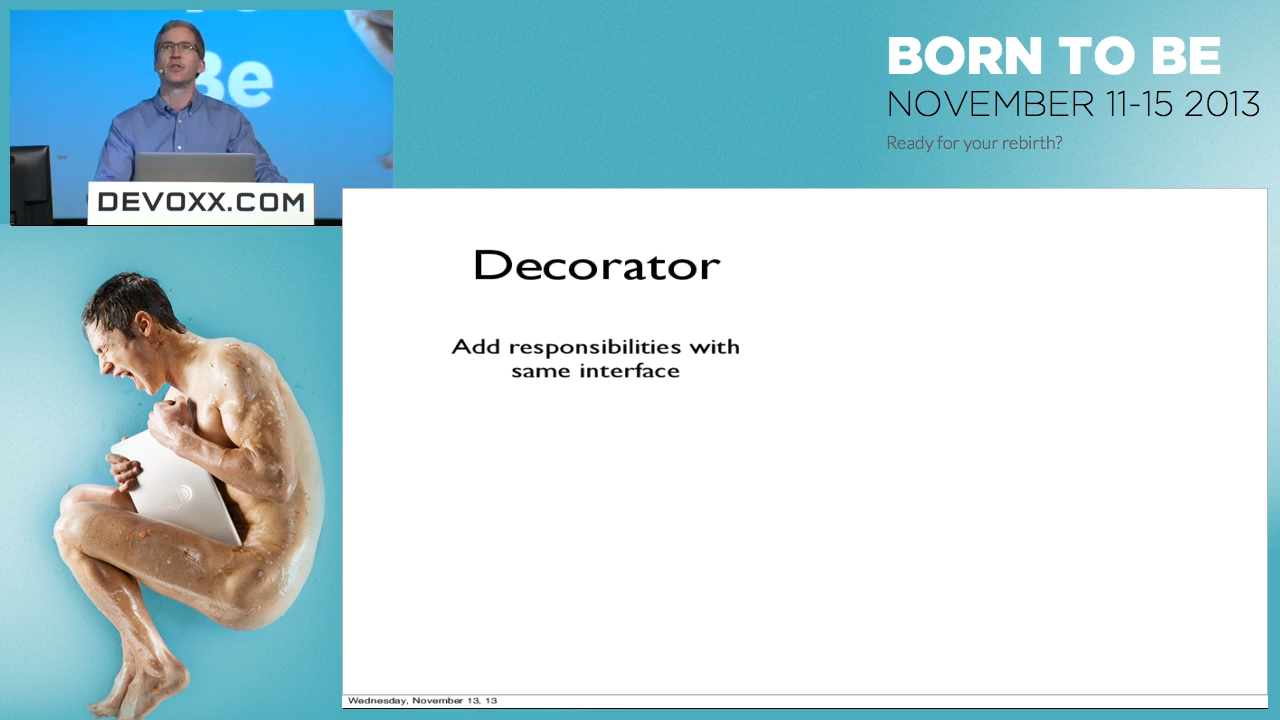 Be
DEVOXX.COM
BORN TO BE
NOVEMBER 11-15 2013
Ready for your rebirth?
Decorator
Add responsibilities with
same interface
Wednesday, November 13, 13